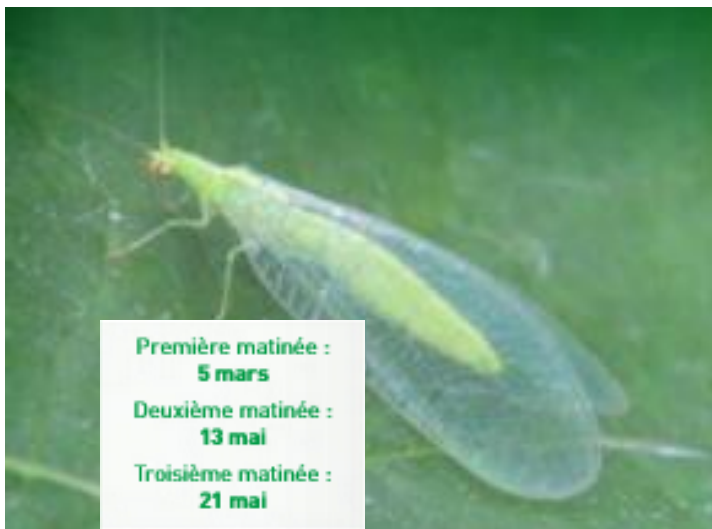 Première matinée :
5 mars
Deuxième matinée :
13 mai
Troisième matinée :
21 mai